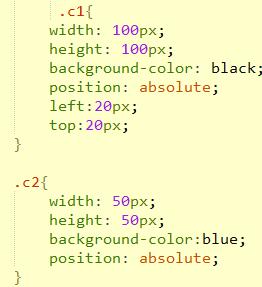 .c1{
width: 100px;
height: 100px;
background-color: black;
position: absolute;
left:20px;
top:20px;
}
.c2{
width: 50px;
height: 50px;
background-color:blue;
position: absolute;
}